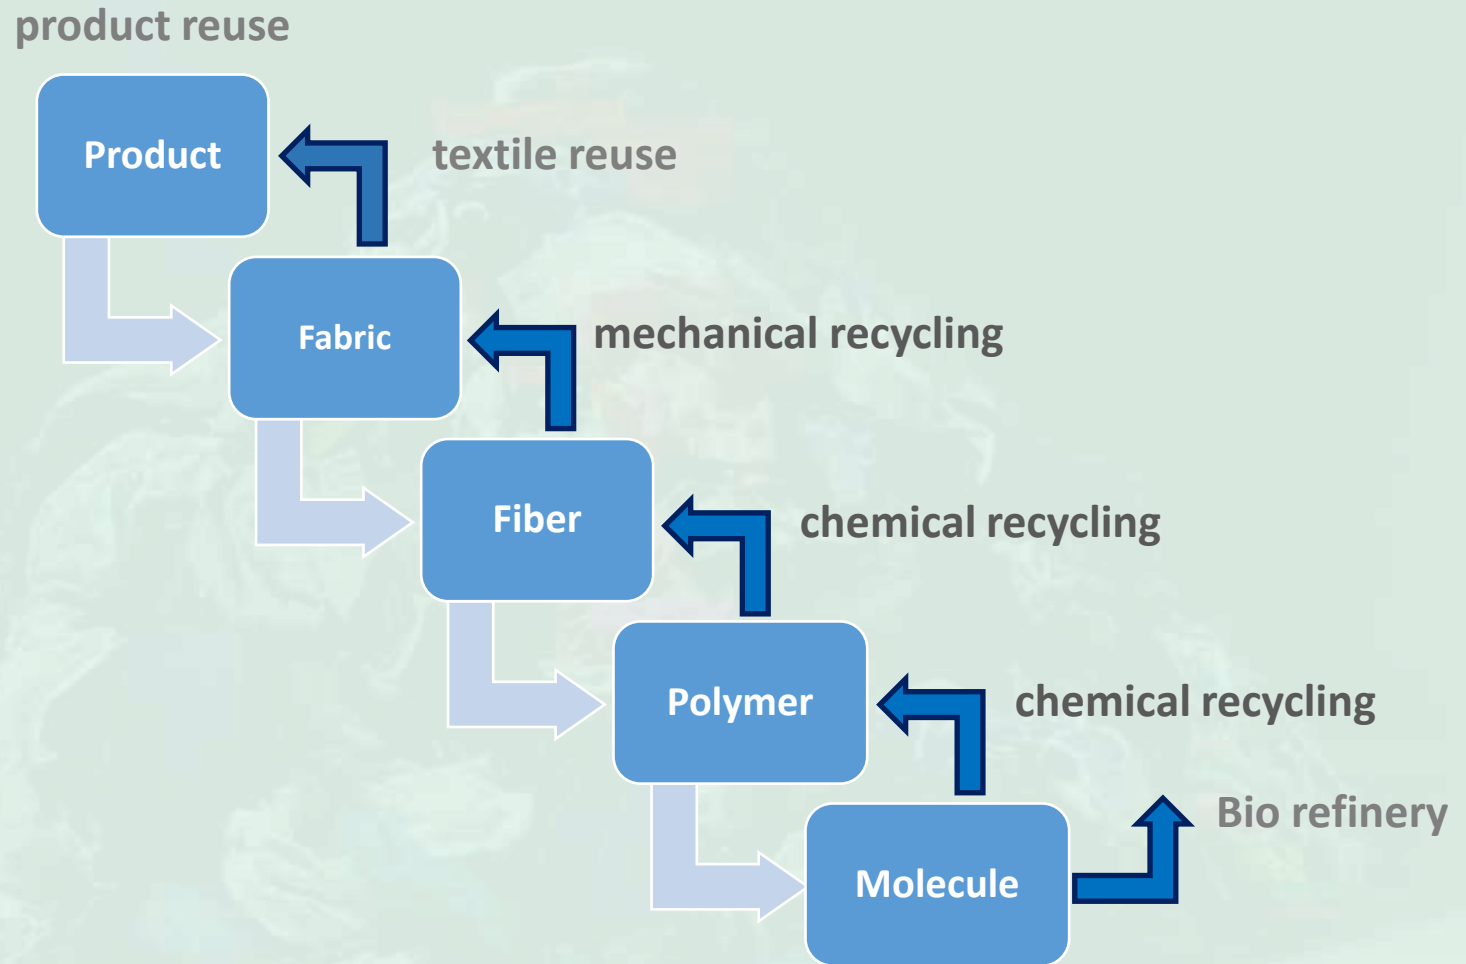 product reuse
Product
textile reuse
Fabric
mechanical recycling
Fiber
chemical recycling
Polymer
chemical recycling
Bio refinery
Molecule